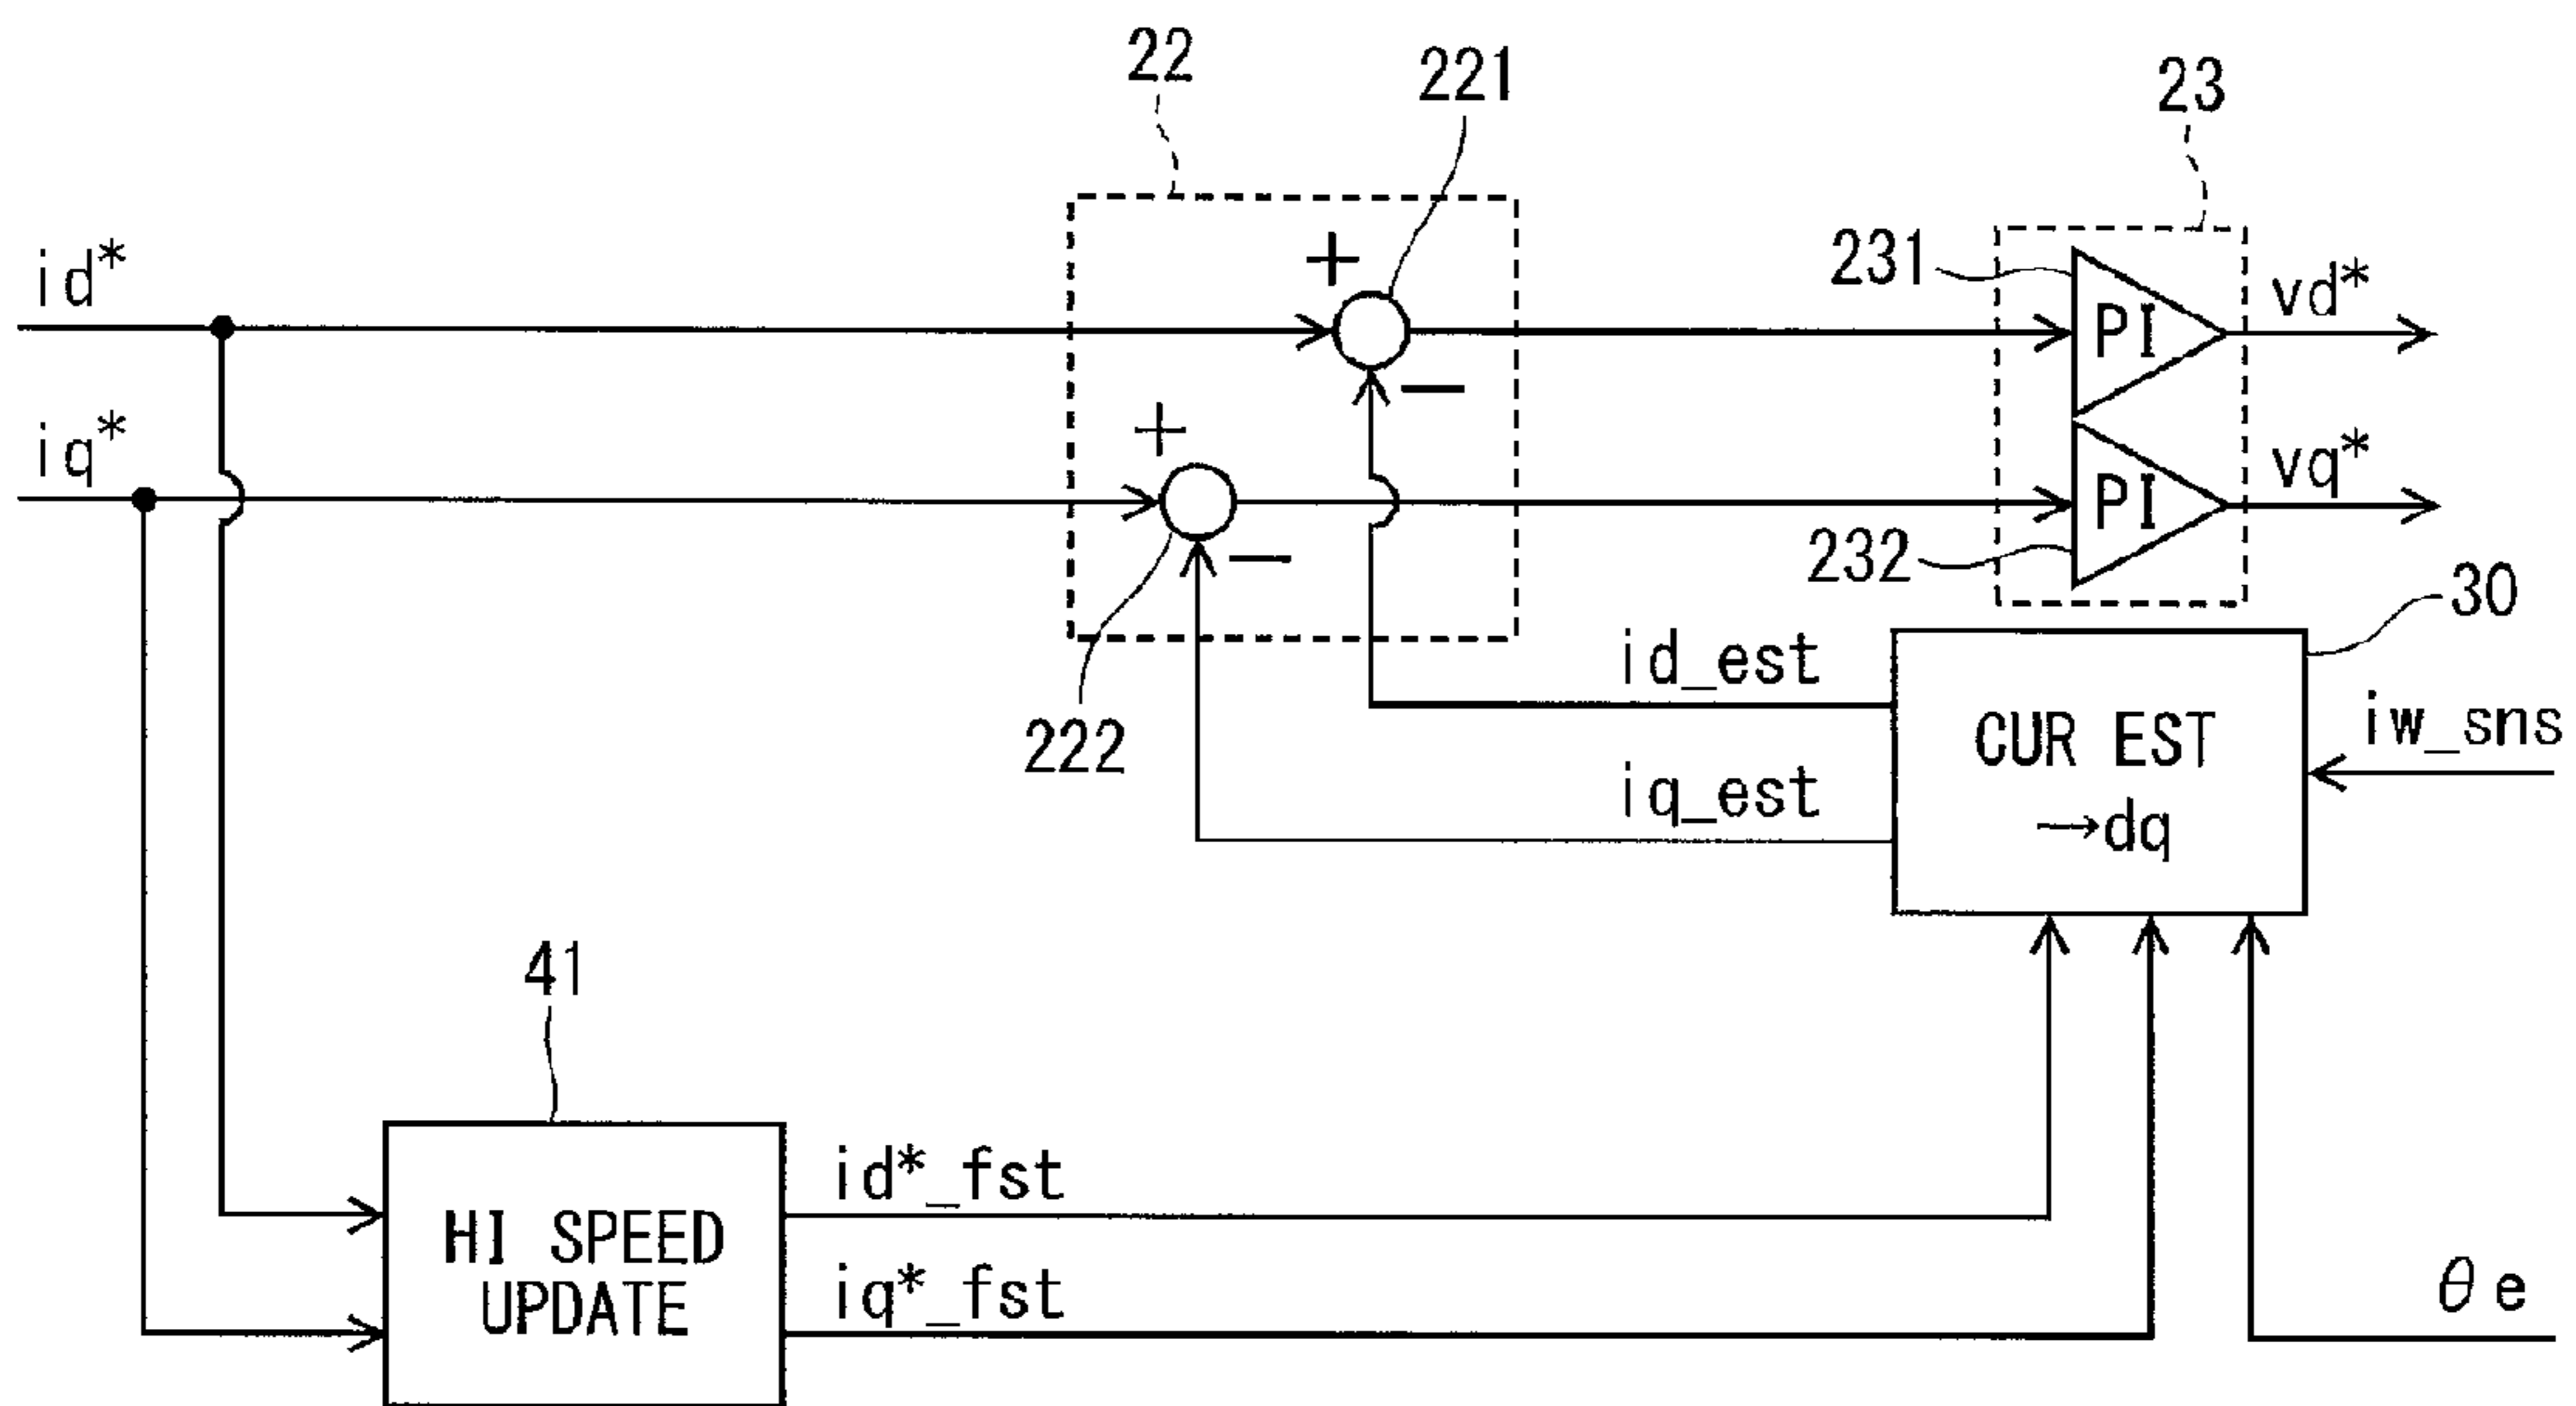 22
221
23
id*
+
231
PI
vd*
−
iq*
+
PI
vq*
−
232
30
222
id_est
iq_est
CUR EST
→dq
iw_sns
41
HI SPEED
UPDATE
id*_fst
iq*_fst
θe